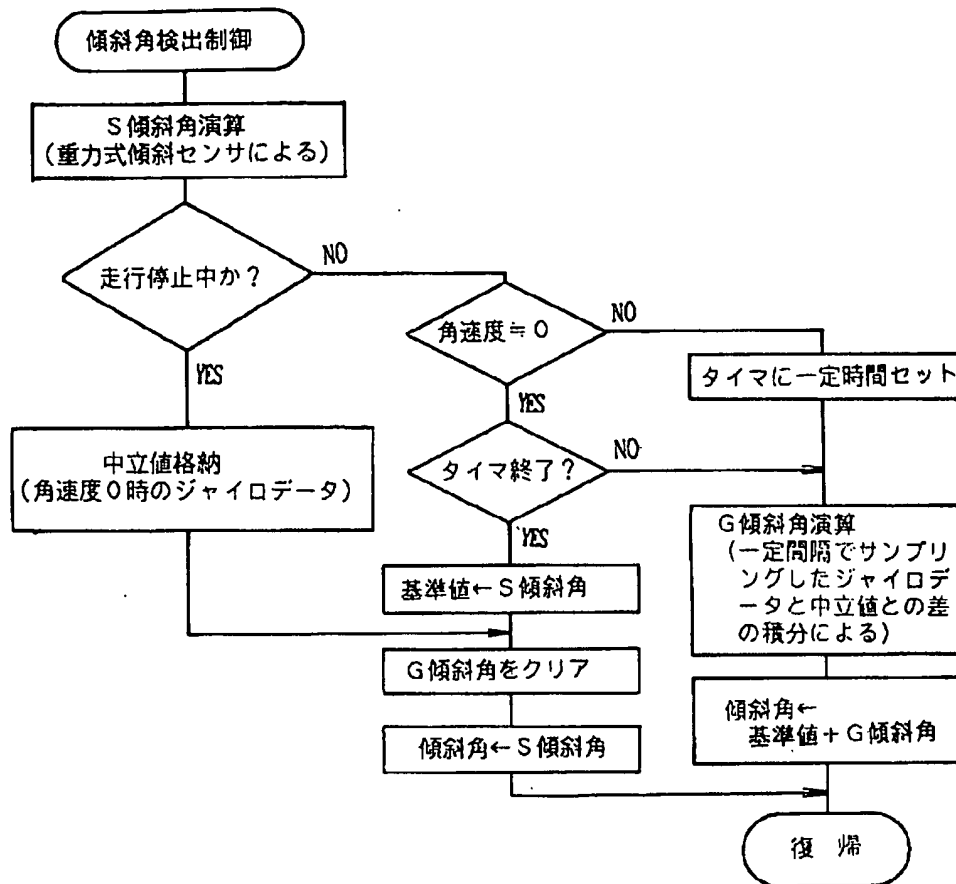 傾斜角検出制御
S傾斜角演算
(重力式傾斜センサによる)
走行停止中か?
NO
YES
角速度≒0
NO
YES
タイマに一定時間セット
中立値格納
(角速度0時のジャイロデータ)
タイマ終了?
NO
YES
基準値←S傾斜角
G傾斜角をクリア
傾斜角←S傾斜角
G傾斜角演算
(一定間隔でサンプリ
ングしたジャイロデ
ータと中立値との差
の積分による)
傾斜角←
基準値+G傾斜角
復 帰